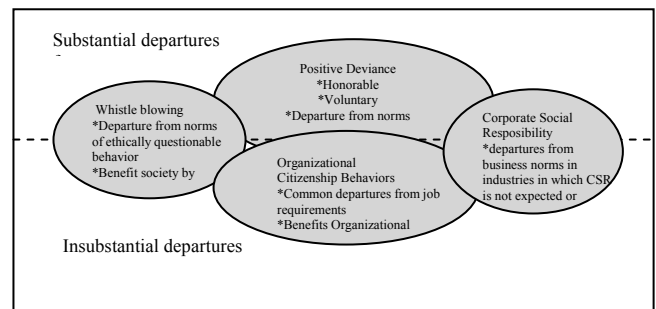 Substantial departures
Positive Deviance
*Honorable
*Voluntary
*Departure from norms
Whistle blowing
*Departure from norms
of ethically questionable
behavior
*Benefit society by
Corporate Social
Resposibility
*departures from
business norms in
industries in which CSR
is not expected or
Organizational
Citizenship Behaviors
*Common departures from job
requirements
*Benefits Organizational
Insubstantial departures